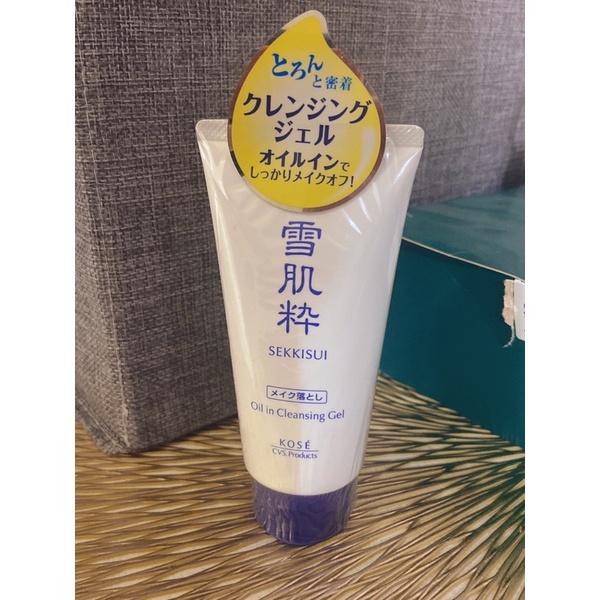 とろん
と密着
クレンジング
ジェル
オイルインで
しっかりメイクオフ!
雪肌粋
SEKKISUI
メイク落とし
Oil in Cleansing Gel
KOSÉ
CVS. Products